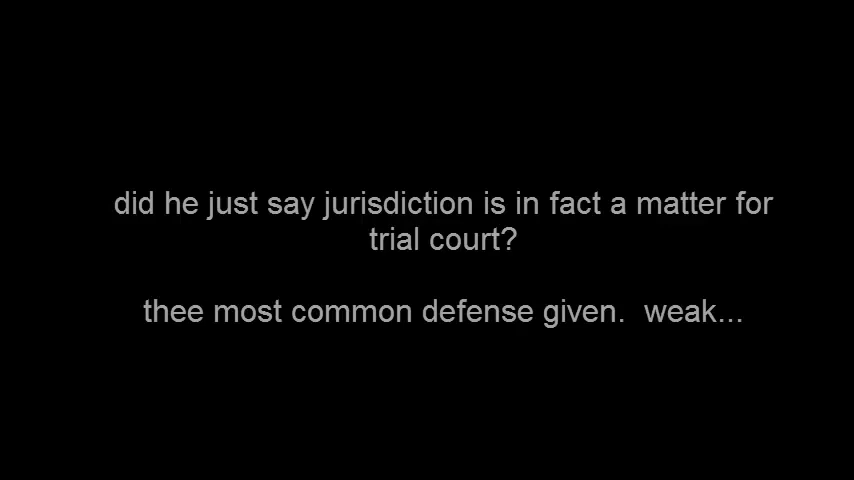 did he just say jurisdiction is in fact a matter for
trial court?
thee most common defense given.  weak...